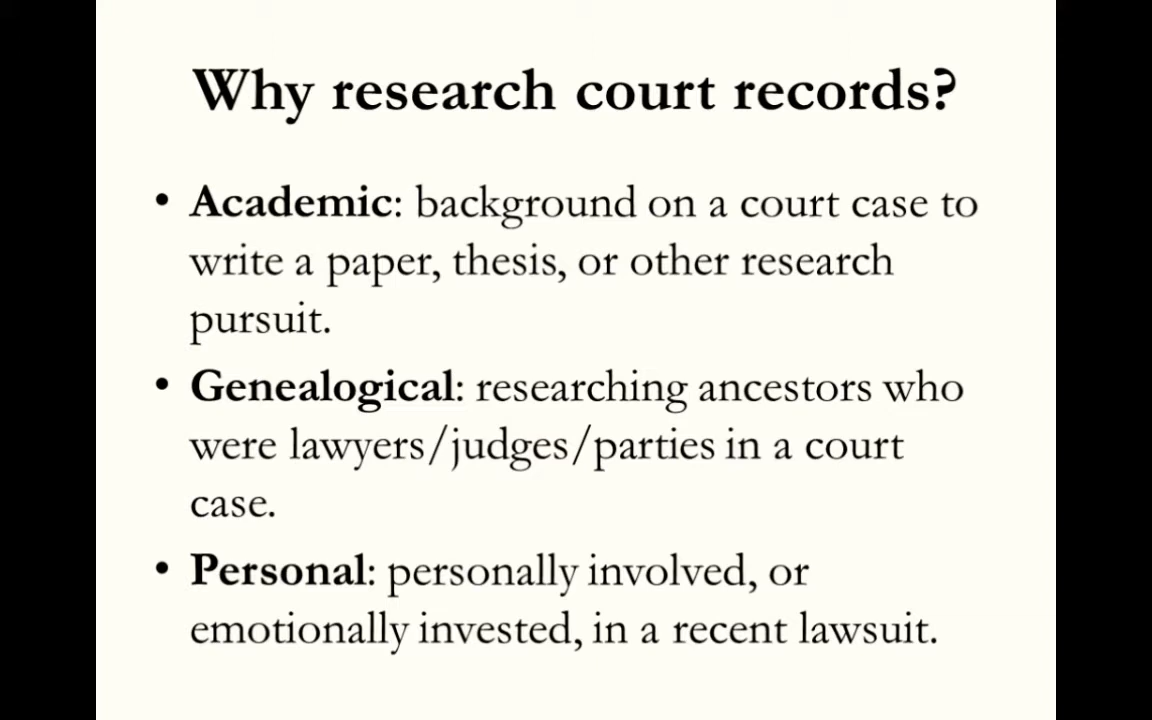 Why research court records?
• Academic: background on a court case to
write a paper, thesis, or other research
pursuit.
• Genealogical: researching ancestors who
were lawyers/judges/parties in a court
case.
• Personal: personally involved, or
emotionally invested, in a recent lawsuit.